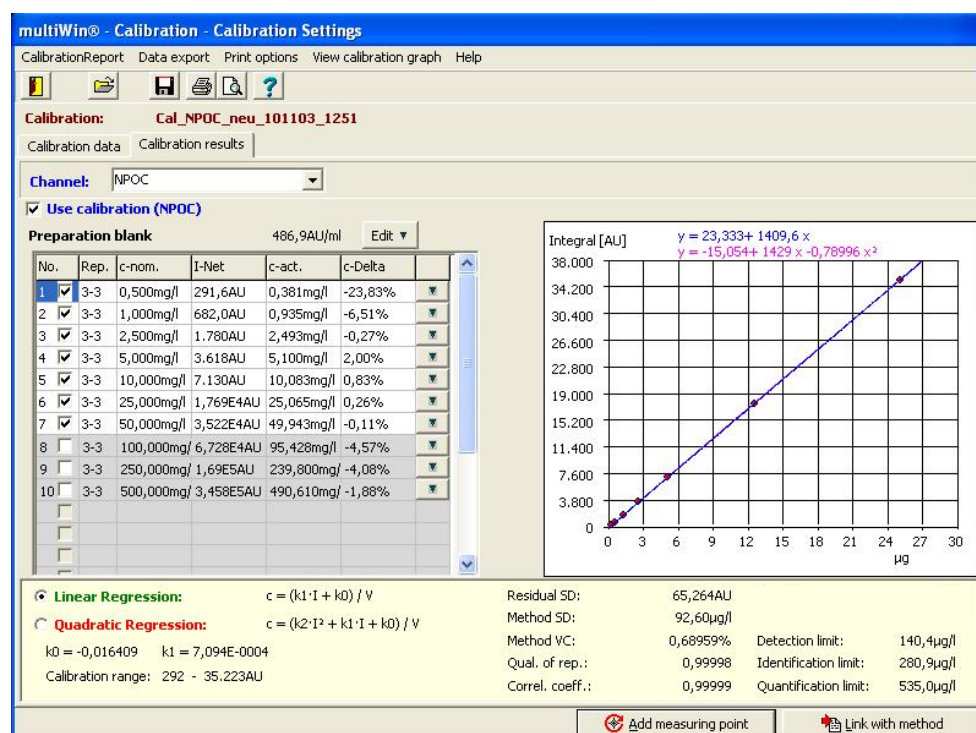 multiWin® - Calibration - Calibration Settings
CalibrationReport Data export Print options View calibration graph Help
?
Calibration: Cal_NPOC_neu_101103_1251
Calibration data Calibration results
Channel: NPOC
Use calibration (NPOC)
Preparation blank 486,9AU/ml Edit
No. Rep. c-nom. I-Net c-act. c-Delta
1 3-3 0,500mg/l 291,6AU 0,381mg/l -23,83%
2 3-3 1,000mg/l 682,0AU 0,935mg/l -6,51%
3 3-3 2,500mg/l 1.780AU 2,493mg/l -0,27%
4 3-3 5,000mg/l 3.618AU 5,100mg/l 2,00%
5 3-3 10,000mg/l 7.130AU 10,083mg/l 0,83%
6 3-3 25,000mg/l 1,769E4AU 25,065mg/l 0,26%
7 3-3 50,000mg/l 3,522E4AU 49,943mg/l -0,11%
8 3-3 100,000mg/ 6,728E4AU 95,428mg/l -4,57%
9 3-3 250,000mg/ 1,69E5AU 239,800mg/ -4,08%
10 3-3 500,000mg/ 3,458E5AU 490,610mg/ -1,88%
Integral [AU]
y = 23,333+ 1409,6 x
y = -15,054+ 1429 x -0,78996 x²
38.000
34.200
30.400
26.600
22.800
19.000
15.200
11.400
7.600
3.800
0
0 3 6 9 12 15 18 21 24 27 30
µg
Linear Regression: c = (k1·I + k0) / V
Quadratic Regression: c = (k2·I² + k1·I + k0) / V
k0 = -0,016409 k1 = 7,094E-0004
Calibration range: 292 - 35.223AU
Residual SD: 65,264AU
Method SD: 92,60µg/l
Method VC: 0,68959% Detection limit: 140,4µg/l
Qual. of rep.: 0,99998 Identification limit: 280,9µg/l
Correl. coeff.: 0,99999 Quantification limit: 535,0µg/l
Add measuring point Link with method